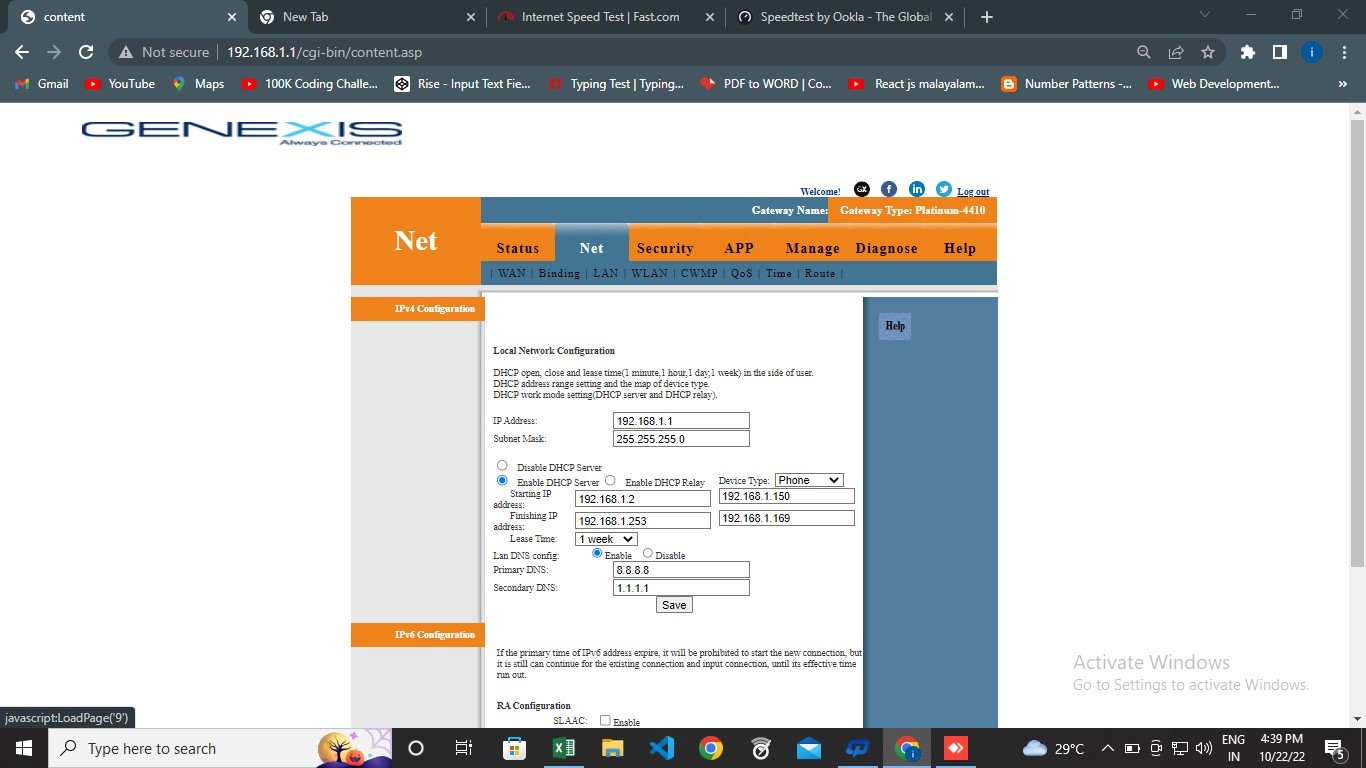 content
New Tab
Internet Speed Test | Fast.com
Speedtest by Ookla - The Global
Not secure | 192.168.1.1/cgi-bin/content.asp
Gmail
YouTube
Maps
100K Coding Challe...
Rise - Input Text Fie...
Typing Test | Typing...
PDF to WORD | Co...
React js malayalam...
Number Patterns -...
Web Development...
GENEXIS
Always Connected
Welcome!
Log out
Gateway Name:
Gateway Type: Platinum-4410
Net
Status Net Security APP Manage Diagnose Help
| WAN | Binding | LAN | WLAN | CWMP | QoS | Time | Route |
IPv4 Configuration
Help
Local Network Configuration
DHCP open, close and lease time(1 minute,1 hour,1 day,1 week) in the side of user.
DHCP address range setting and the map of device type.
DHCP work mode setting(DHCP server and DHCP relay).
IP Address: 192.168.1.1
Subnet Mask: 255.255.255.0
Disable DHCP Server
Enable DHCP Server Enable DHCP Relay Device Type: Phone
Starting IP address: 192.168.1.2 192.168.1.150
Finishing IP address: 192.168.1.253 192.168.1.169
Lease Time: 1 week
Lan DNS config: Enable Disable
Primary DNS: 8.8.8.8
Secondary DNS: 1.1.1.1
Save
IPv6 Configuration
If the primary time of IPv6 address expire, it will be prohibited to start the new connection, but
it is still can continue for the existing connection and input connection, until its effective time
run out.
RA Configuration
SLAAC: Enable
Activate Windows
Go to Settings to activate Windows.
javascript:LoadPage('9')
Type here to search
29°C
ENG
IN
4:39 PM
10/22/22
5